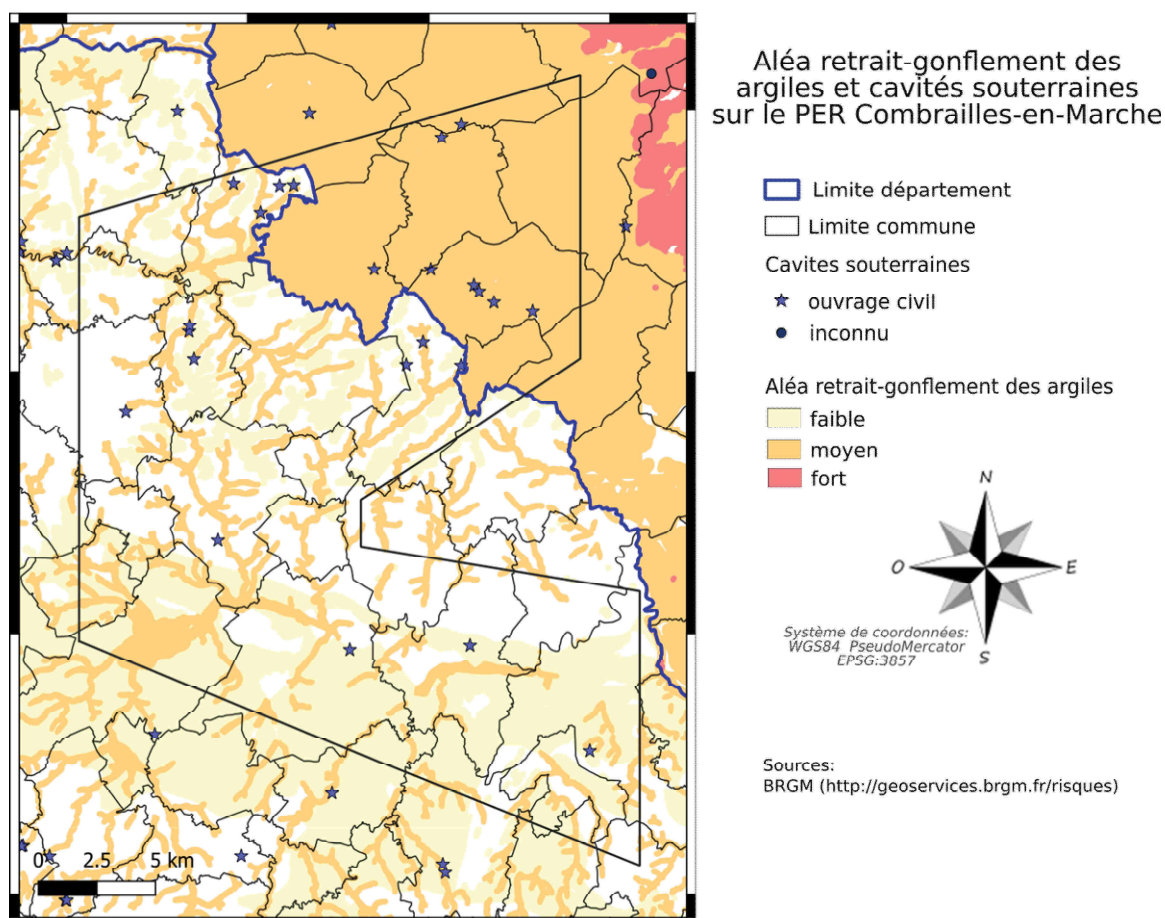 Aléa retrait-gonflement des
argiles et cavités souterraines
sur le PER Combrailles-en-Marche
Limite département
Limite commune
Cavites souterraines
ouvrage civil
inconnu
Aléa retrait-gonflement des argiles
faible
moyen
fort
N
O
E
S
Système de coordonnées:
WGS84 PseudoMercator
EPSG:3857
Sources:
BRGM (http://geoservices.brgm.fr/risques)
0 2.5 5 km